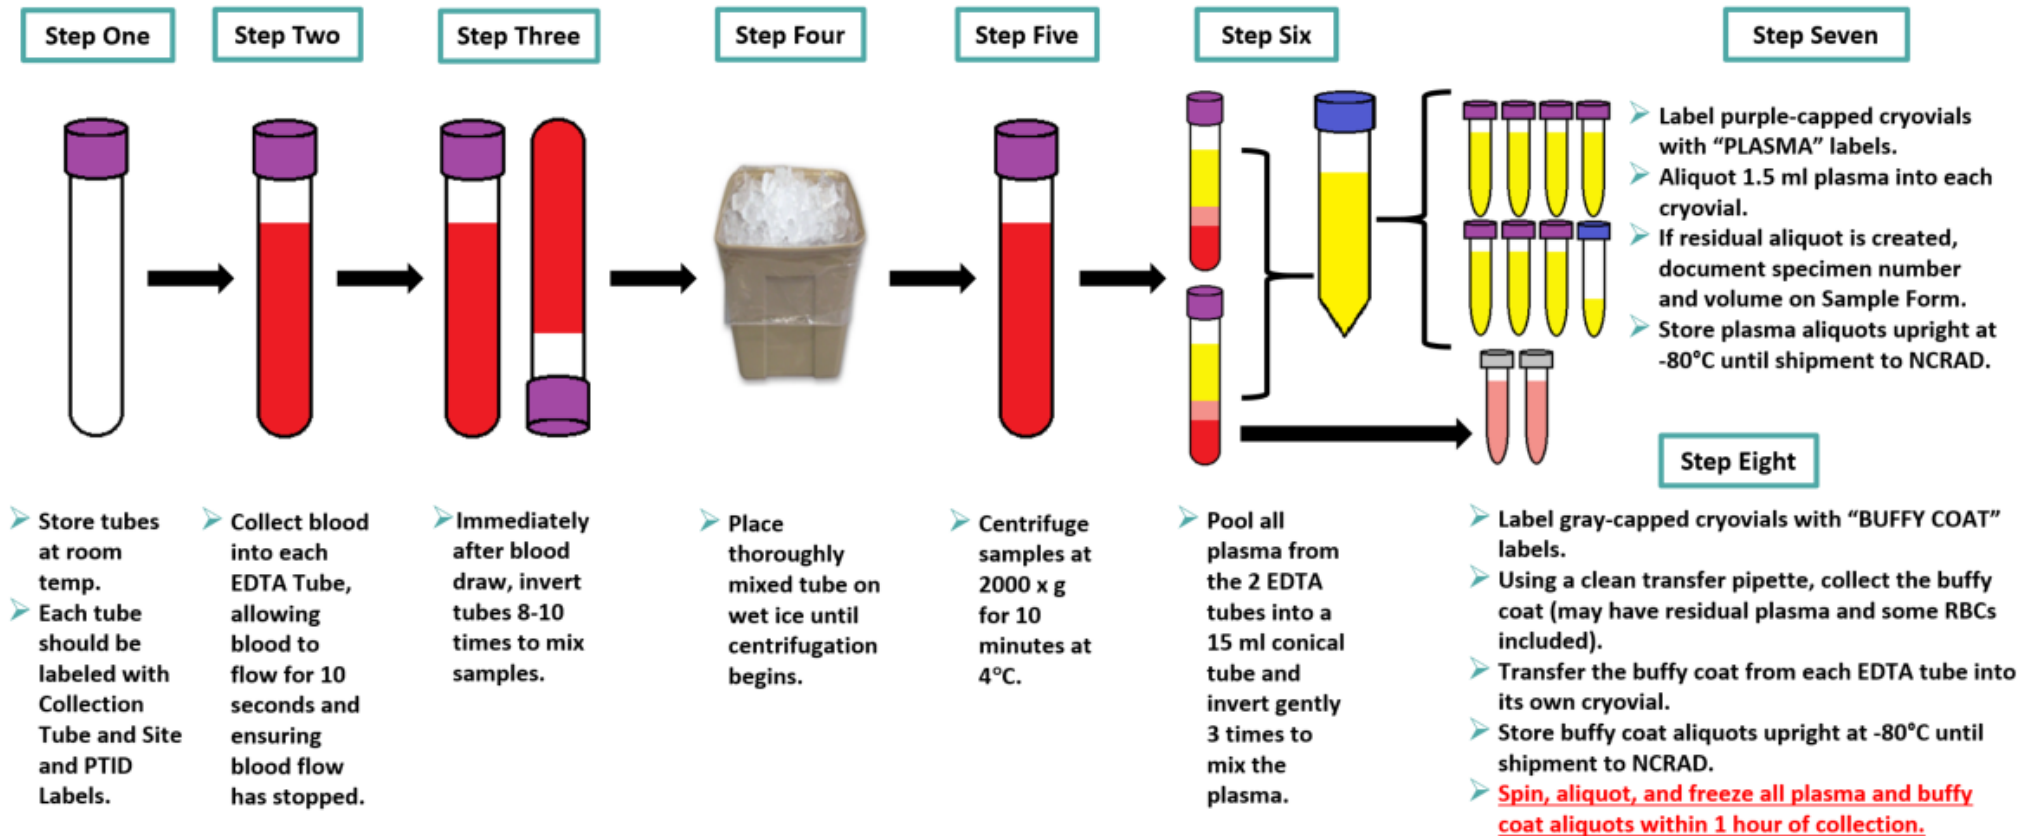 Step One
Step Two
Step Three
Step Four
Step Five
Step Six
Step Seven
Label purple-capped cryovials
with “PLASMA” labels.
Aliquot 1.5 ml plasma into each
cryovial.
If residual aliquot is created,
document specimen number
and volume on Sample Form.
Store plasma aliquots upright at
-80°C until shipment to NCRAD.
Step Eight
Store tubes
at room
temp.
Each tube
should be
labeled with
Collection
Tube and Site
and PTID
Labels.
Collect blood
into each
EDTA Tube,
allowing
blood to
flow for 10
seconds and
ensuring
blood flow
has stopped.
Immediately
after blood
draw, invert
tubes 8-10
times to mix
samples.
Place
thoroughly
mixed tube on
wet ice until
centrifugation
begins.
Centrifuge
samples at
2000 x g
for 10
minutes at
4°C.
Pool all
plasma from
the 2 EDTA
tubes into a
15 ml conical
tube and
invert gently
3 times to
mix the
plasma.
Label gray-capped cryovials with “BUFFY COAT”
labels.
Using a clean transfer pipette, collect the buffy
coat (may have residual plasma and some RBCs
included).
Transfer the buffy coat from each EDTA tube into
its own cryovial.
Store buffy coat aliquots upright at -80°C until
shipment to NCRAD.
Spin, aliquot, and freeze all plasma and buffy
coat aliquots within 1 hour of collection.